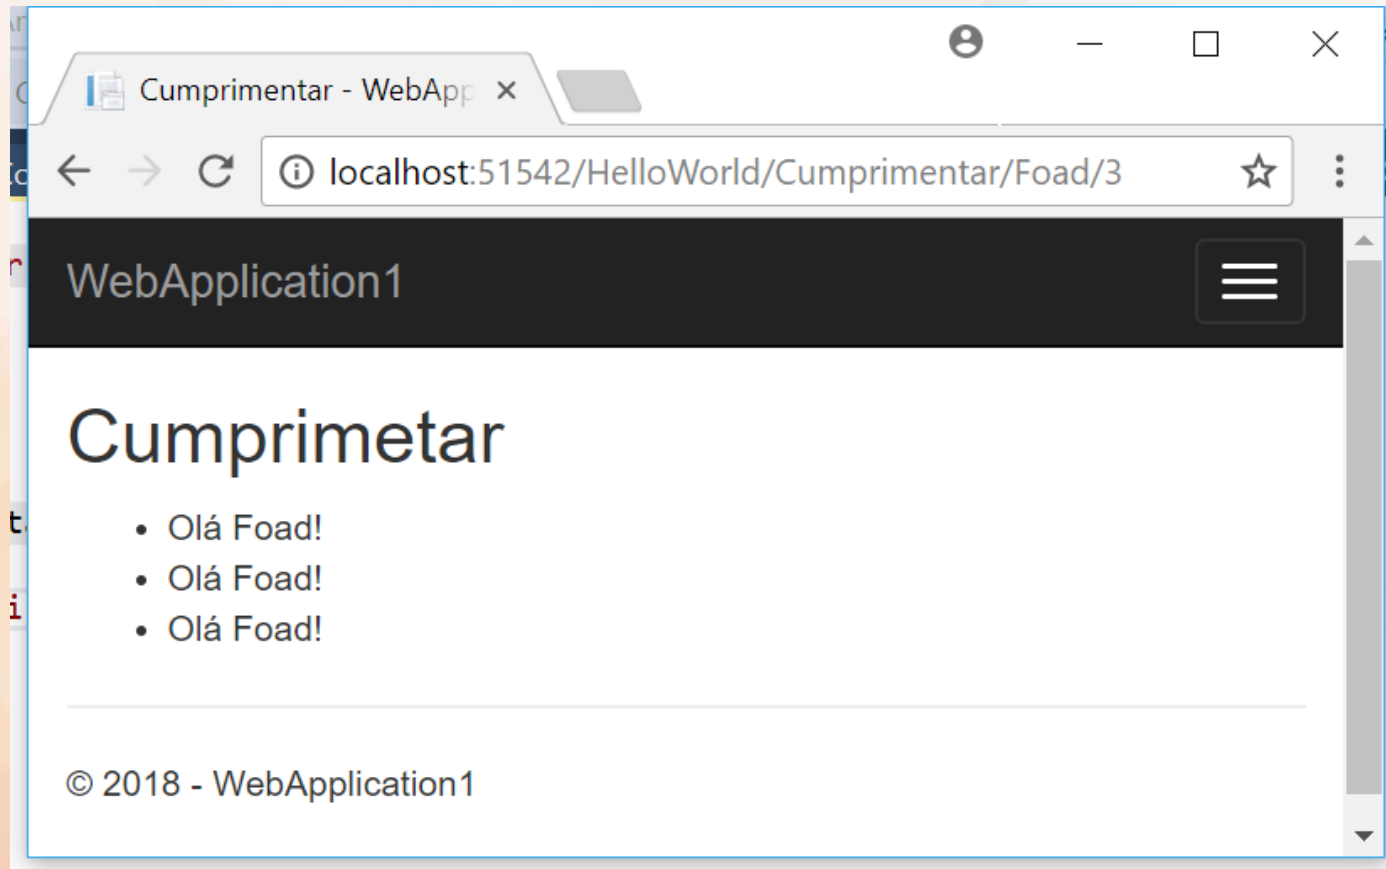 Cumprimentar - WebApp
localhost:51542/HelloWorld/Cumprimentar/Foad/3
WebApplication1
Cumprimetar
Olá Foad!
Olá Foad!
Olá Foad!
© 2018 - WebApplication1